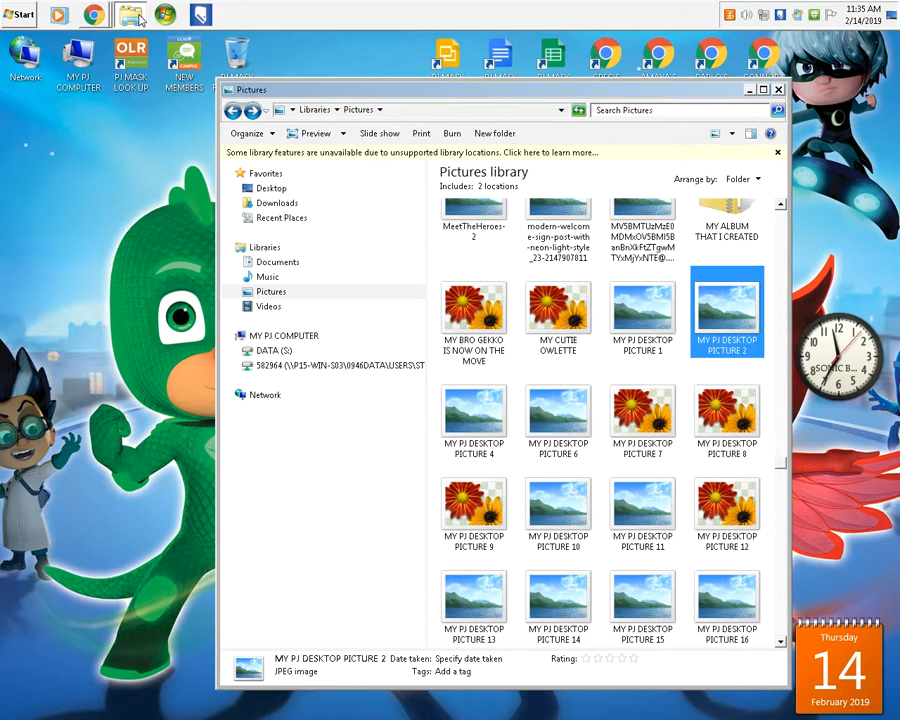 Start
11:35 AM
2/14/2019
Network
MY PJ
COMPUTER
OLR
PJ MASK
LOOK UP
NEW
MEMBERS
Pictures
Libraries
Pictures
Search Pictures
Organize
Preview
Slide show
Print
Burn
New folder
Some library features are unavailable due to unsupported library locations. Click here to learn more...
Favorites
Desktop
Downloads
Recent Places
Libraries
Documents
Music
Pictures
Videos
MY PJ COMPUTER
DATA (S:)
582964 (\\P15-WIN-S03\0946DATA\USERS\ST
Network
Pictures library
Includes: 2 locations
Arrange by:
Folder
MeetTheHeroes-
2
modern-welcom
e-sign-post-with
-neon-light-style
_23-2147907811
MY ALBUM
THAT I CREATED
MY BRO GEKKO
IS NOW ON THE
MOVE
MY CUTIE
OWLETTE
MY PJ DESKTOP
PICTURE 1
MY PJ DESKTOP
PICTURE 2
MY PJ DESKTOP
PICTURE 4
MY PJ DESKTOP
PICTURE 6
MY PJ DESKTOP
PICTURE 7
MY PJ DESKTOP
PICTURE 8
MY PJ DESKTOP
PICTURE 9
MY PJ DESKTOP
PICTURE 10
MY PJ DESKTOP
PICTURE 11
MY PJ DESKTOP
PICTURE 12
MY PJ DESKTOP
PICTURE 13
MY PJ DESKTOP
PICTURE 14
MY PJ DESKTOP
PICTURE 15
MY PJ DESKTOP
PICTURE 16
MY PJ DESKTOP PICTURE 2
Date taken: Specify date taken
Rating:
JPEG image
Tags: Add a tag
SONIC B...
Thursday
14
February 2019